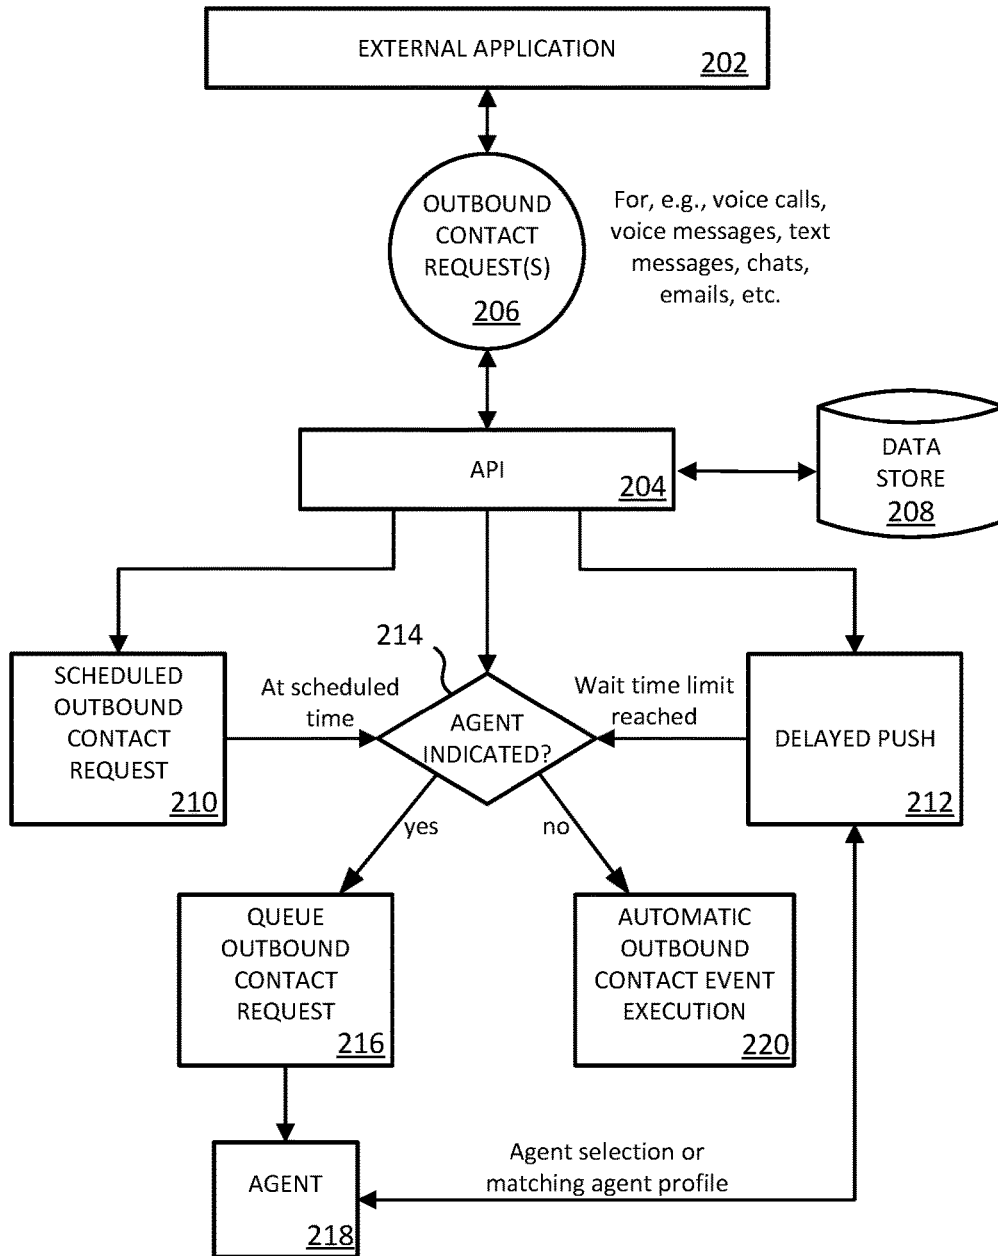 EXTERNAL APPLICATION
202
OUTBOUND
CONTACT
REQUEST(S)
206
For, e.g., voice calls,
voice messages, text
messages, chats,
emails, etc.
API
204
DATA
STORE
208
214
SCHEDULED
OUTBOUND
CONTACT
REQUEST
210
At scheduled
time
AGENT
INDICATED?
Wait time limit
reached
DELAYED PUSH
212
yes
no
QUEUE
OUTBOUND
CONTACT
REQUEST
216
AUTOMATIC
OUTBOUND
CONTACT EVENT
EXECUTION
220
AGENT
218
Agent selection or
matching agent profile